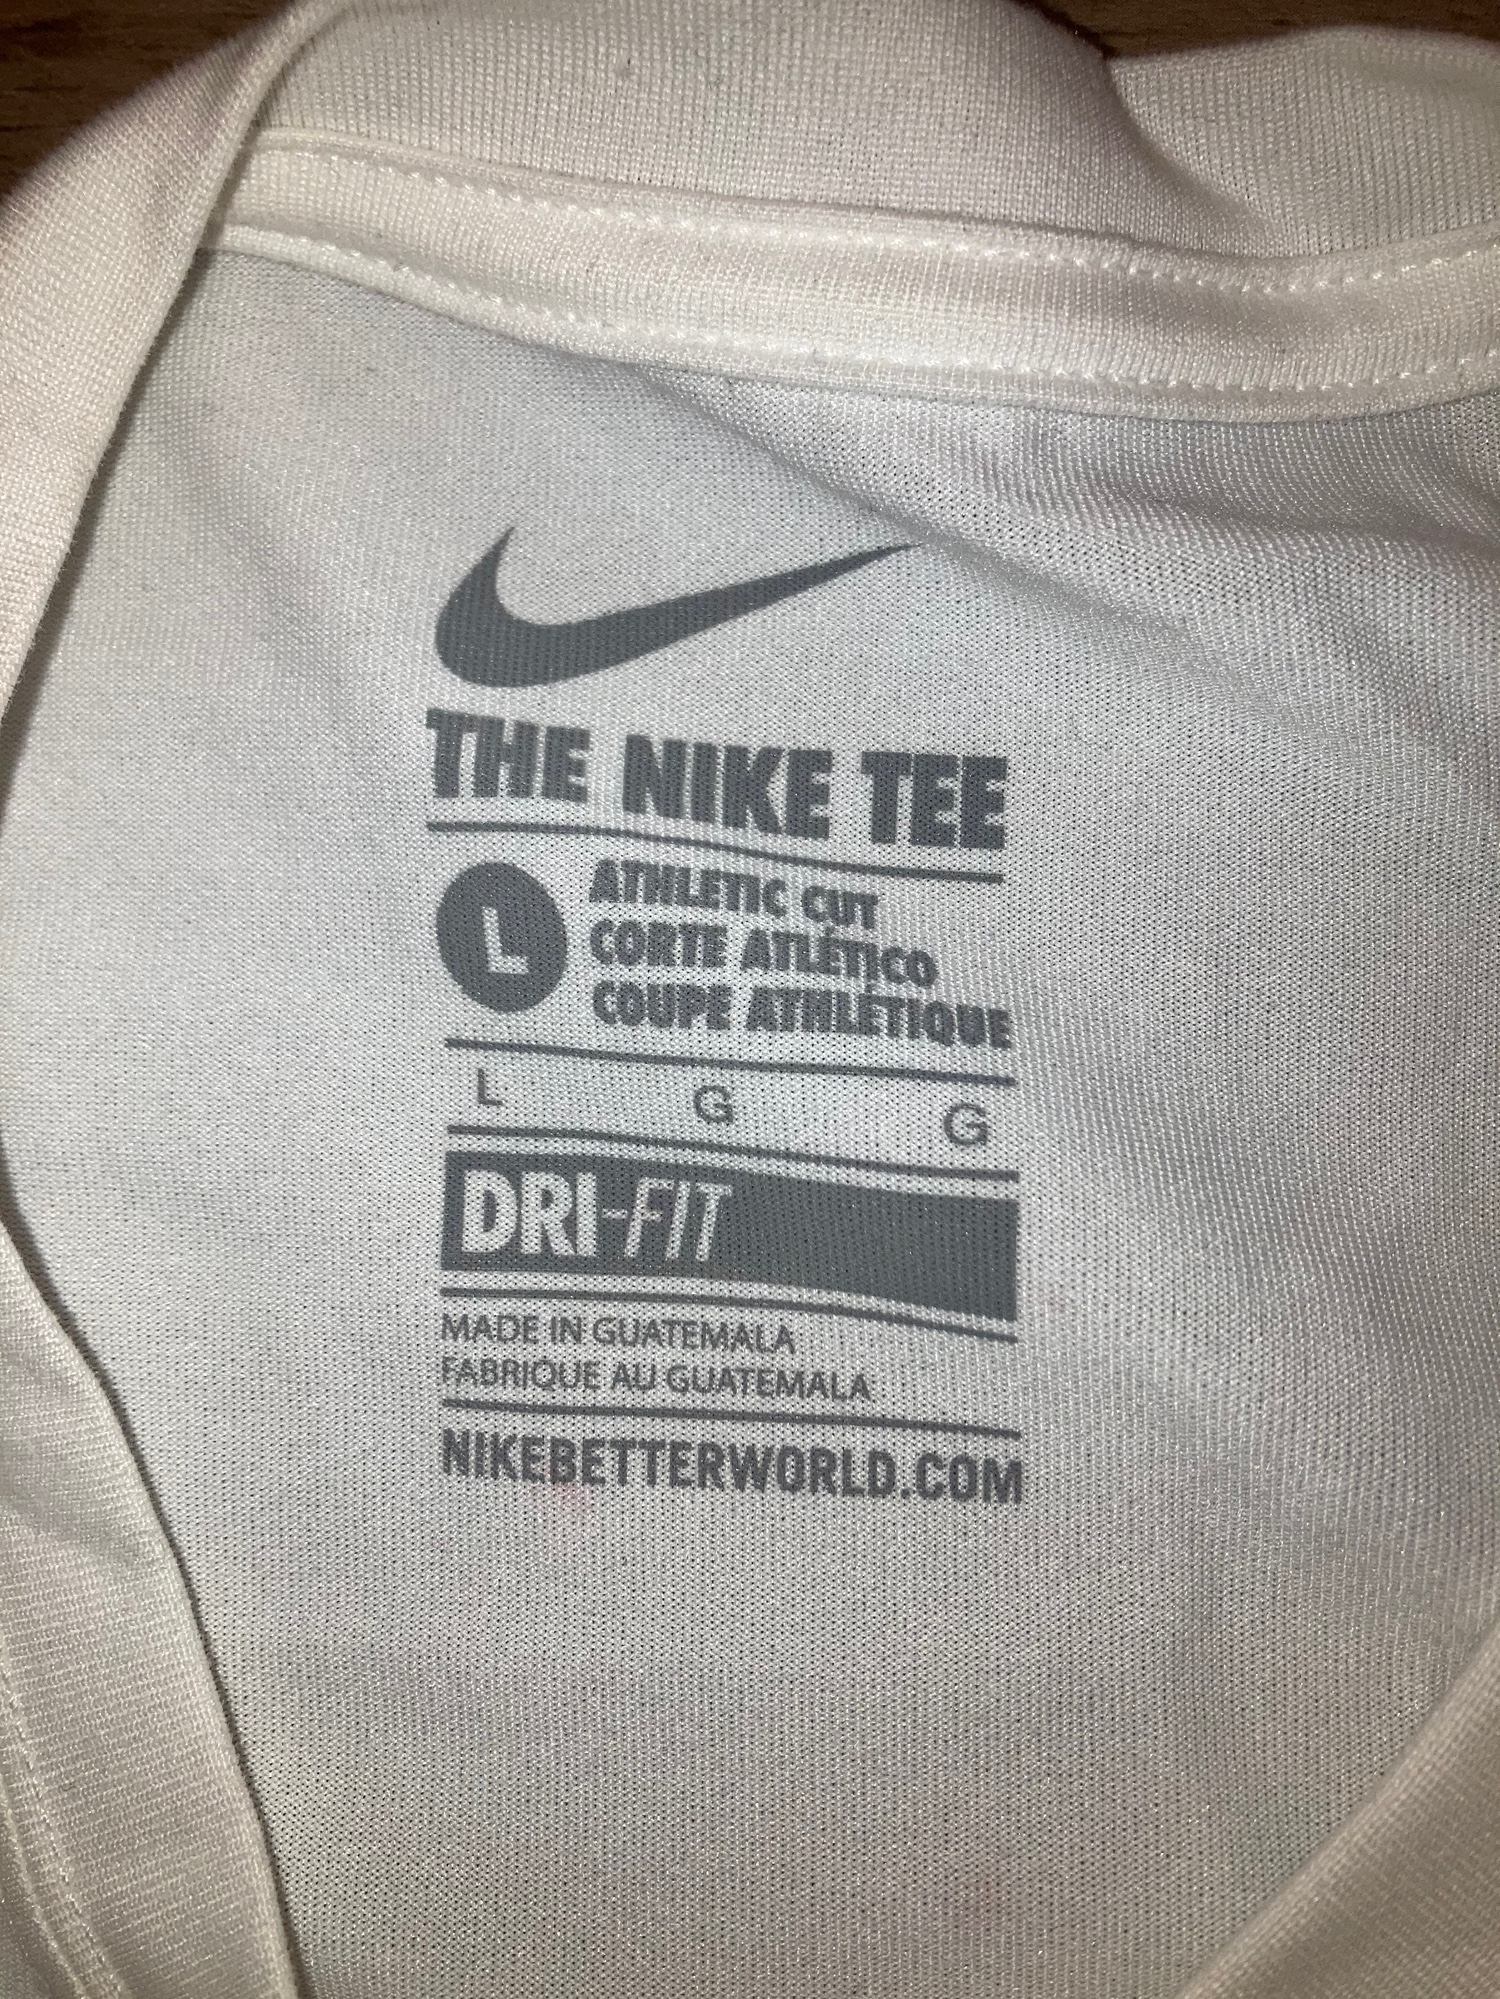 THE NIKE TEE
L
ATHLETIC CUT
CORTE ATLÉTICO
COUPE ATHLÉTIQUE
L G G
DRI-FIT
MADE IN GUATEMALA
FABRIQUE AU GUATEMALA
NIKEBETTERWORLD.COM